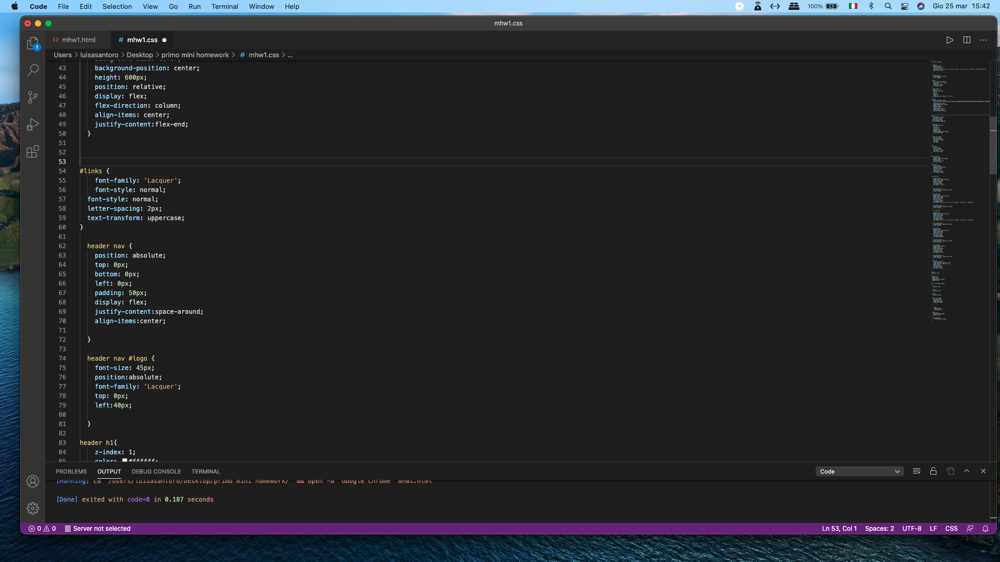 Code File Edit Selection View Go Run Terminal Window Help 100% Gio 25 mar 15:42
mhw1.css
mhw1.html # mhw1.css
Users > luisasantoro > Desktop > primo mini homework > # mhw1.css > ...
43 background-position: center;
44 height: 600px;
45 position: relative;
46 display: flex;
47 flex-direction: column;
48 align-items: center;
49 justify-content:flex-end;
50 }
51
52
53
54 #links {
55 font-family: 'Lacquer';
56 font-style: normal;
57 font-style: normal;
58 letter-spacing: 2px;
59 text-transform: uppercase;
60 }
61
62 header nav {
63 position: absolute;
64 top: 0px;
65 bottom: 0px;
66 left: 0px;
67 padding: 50px;
68 display: flex;
69 justify-content:space-around;
70 align-items:center;
71
72 }
73
74 header nav #logo {
75 font-size: 45px;
76 position:absolute;
77 font-family: 'Lacquer';
78 top: 0px;
79 left:40px;
80
81 }
82
83 header h1{
84 z-index: 1;
85 color: #ffffff;
PROBLEMS OUTPUT DEBUG CONSOLE TERMINAL Code
[Running] cd "/Users/luisasantoro/Desktop/primo mini homework/" && open -a "Google Chrome" mhw1.html
[Done] exited with code=0 in 0.187 seconds
0 0 Server not selected Ln 53, Col 1 Spaces: 2 UTF-8 LF CSS